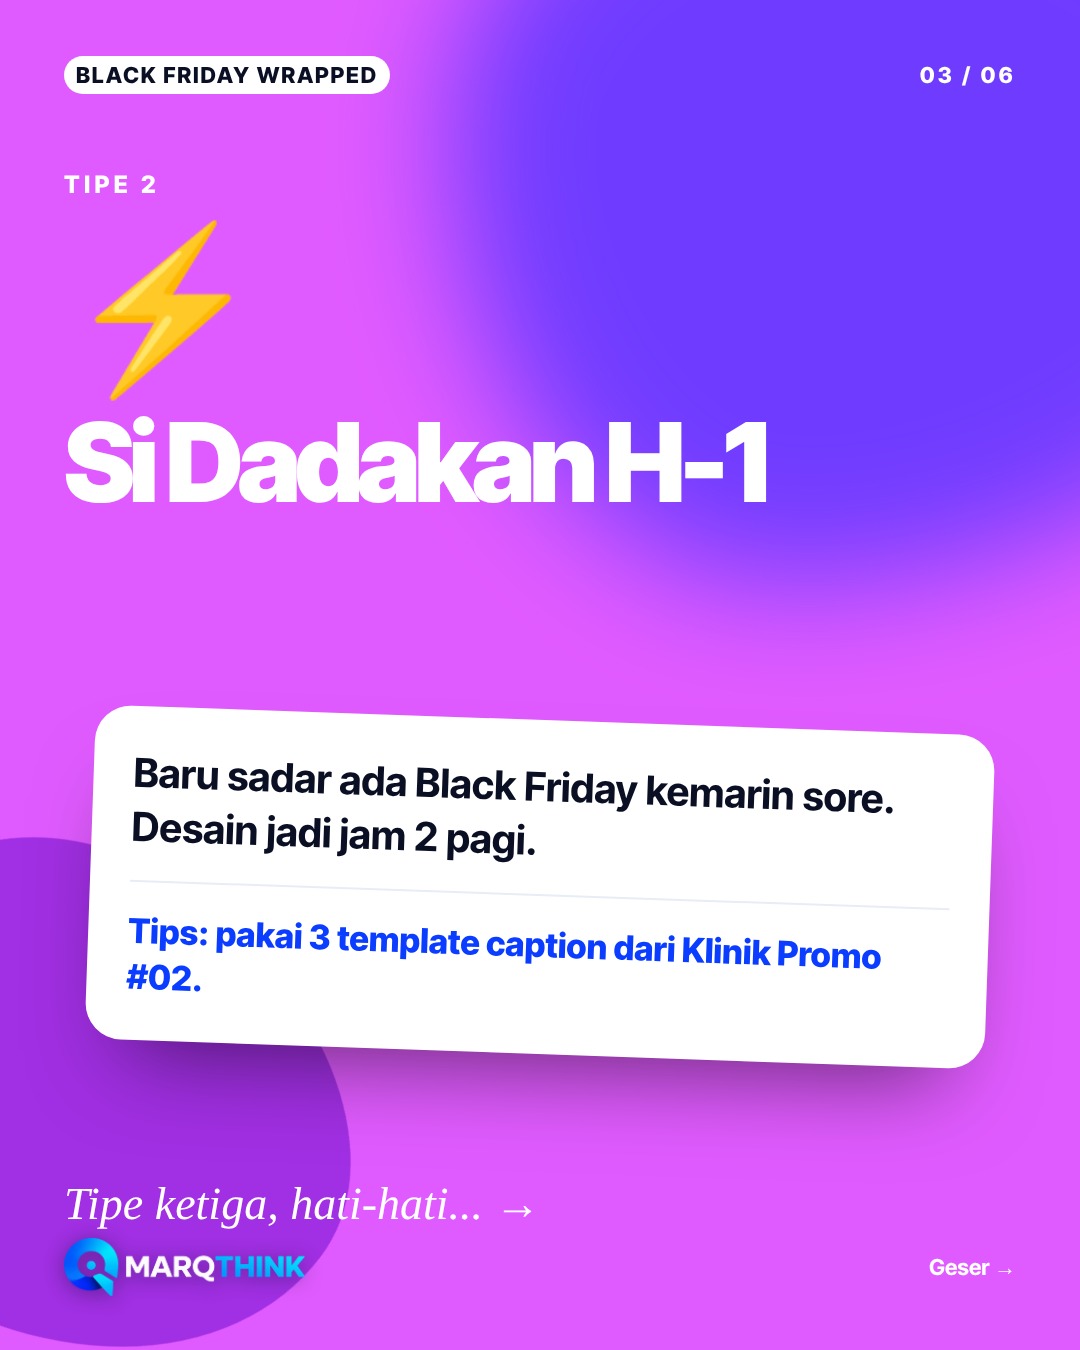 BLACK FRIDAY WRAPPED
03 / 06
TIPE 2
Si Dadakan H-1
Baru sadar ada Black Friday kemarin sore.
Desain jadi jam 2 pagi.
Tips: pakai 3 template caption dari Klinik Promo
#02.
Tipe ketiga, hati-hati... →
MARQTHINK
Geser →